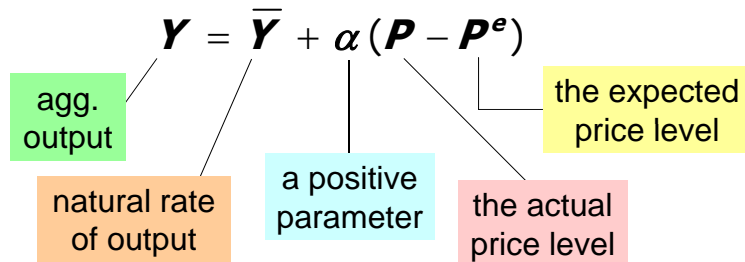 Y = Ȳ + α(P − Pᵉ)
agg.
output
the expected
price level
natural rate
of output
a positive
parameter
the actual
price level